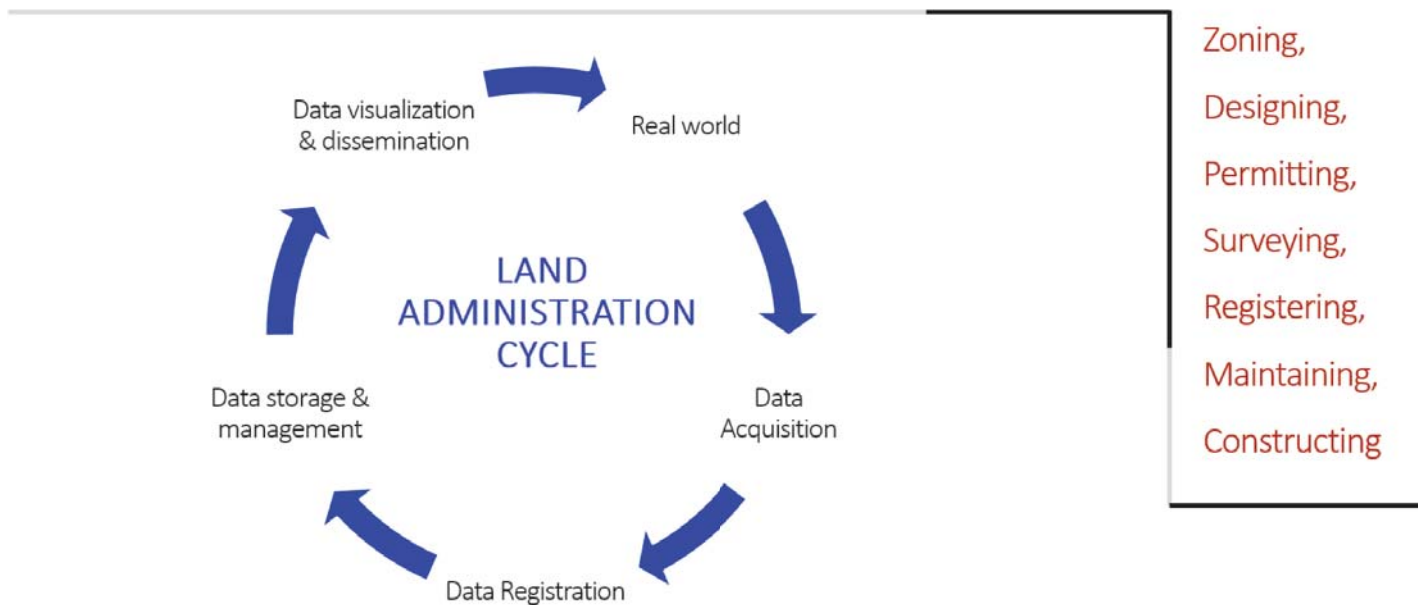 Data visualization
& dissemination
Real world
LAND
ADMINISTRATION
CYCLE
Data storage &
management
Data
Acquisition
Data Registration
Zoning,
Designing,
Permitting,
Surveying,
Registering,
Maintaining,
Constructing